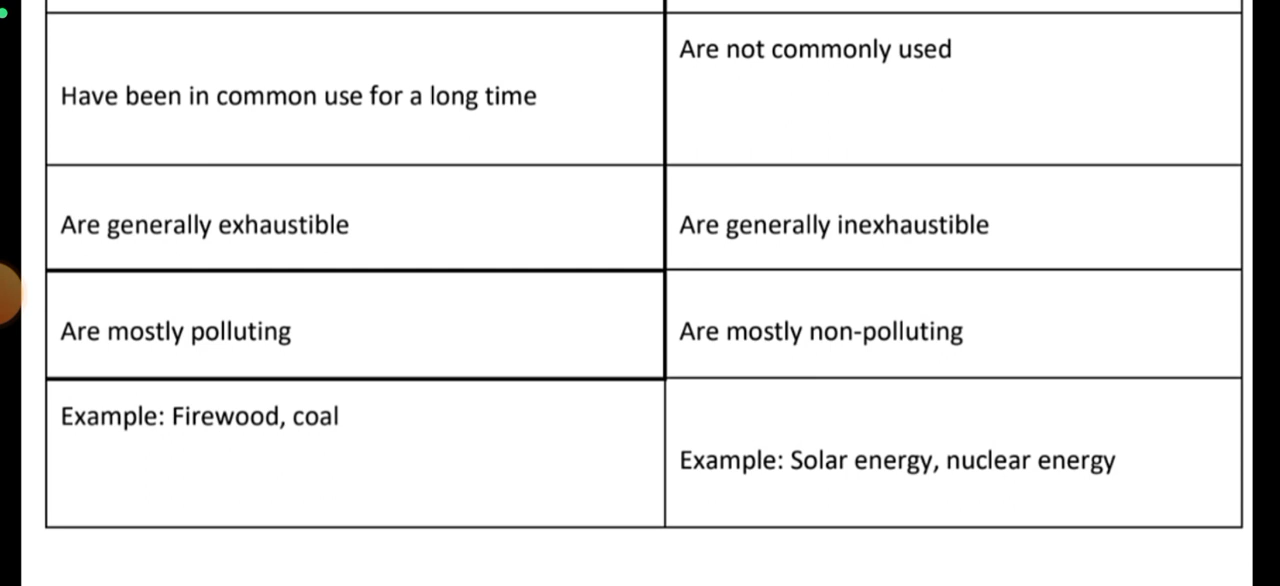 Are not commonly used
Have been in common use for a long time
Are generally exhaustible
Are generally inexhaustible
Are mostly polluting
Are mostly non-polluting
Example: Firewood, coal
Example: Solar energy, nuclear energy